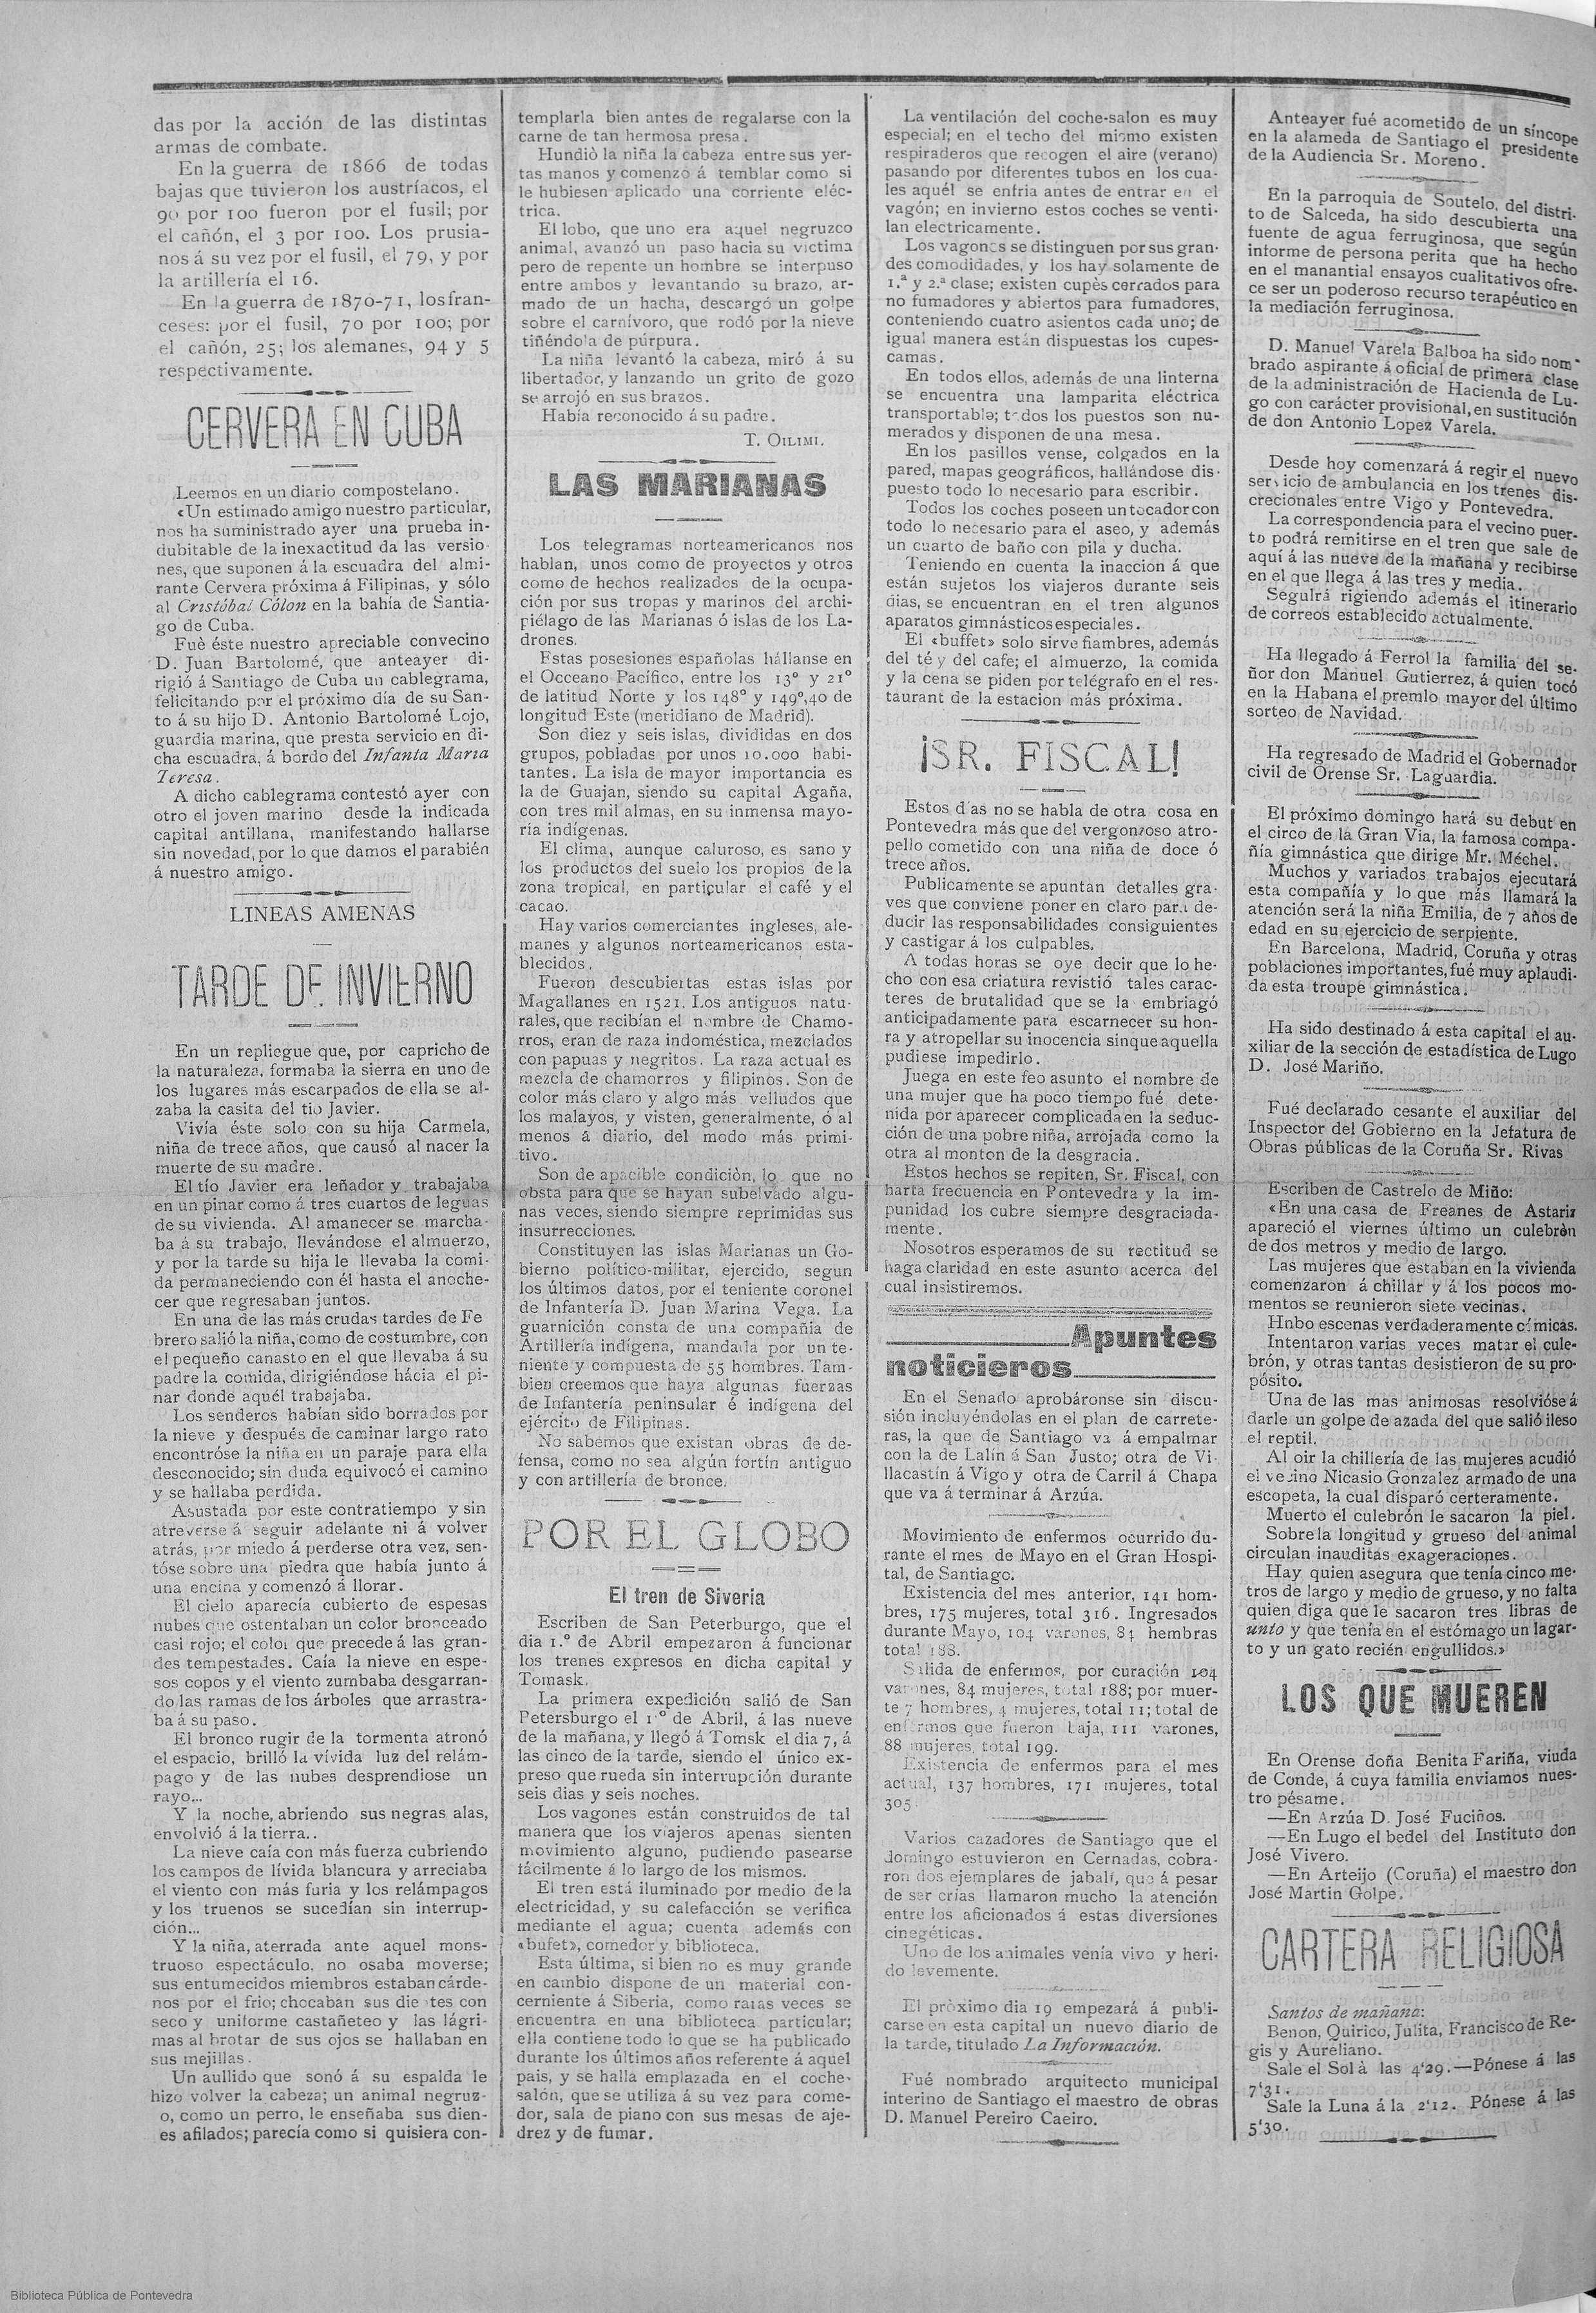 das por la acción de las distintas
armas de combate.
En la guerra de 1866 de todas
bajas que tuvieron los austríacos, el
90 por 100 fueron por el fusil; por
el cañón, el 3 por 100. Los prusia-
nos á su vez por el fusil, el 79, y por
la artillería el 16.
En la guerra de 1870-71, los fran-
ceses: por el fusil, 70 por 100; por
el cañón, 25; los alemanes, 94 y 5
respectivamente.
CERVERA EN CUBA
Leemos en un diario compostelano.
«Un estimado amigo nuestro particular,
nos ha suministrado ayer una prueba in-
dubitable de la inexactitud da las versio-
nes, que suponen á la escuadra del almi-
rante Cervera próxima á Filipinas, y sólo
al Cristóbal Cólon en la bahía de Santia-
go de Cuba.
Fuè éste nuestro apreciable convecino
D. Juan Bartolomé, que anteayer di-
rigió á Santiago de Cuba un cablegrama,
felicitando por el próximo día de su San-
to á su hijo D. Antonio Bartolomé Lojo,
guardia marina, que presta servicio en di-
cha escuadra, á bordo del Infanta Maria
Teresa.
A dicho cablegrama contestó ayer con
otro el joven marino desde la indicada
capital antillana, manifestando hallarse
sin novedad, por lo que damos el parabién
á nuestro amigo.
LINEAS AMENAS
TARDE DE INVIERNO
En un repliegue que, por capricho de
la naturaleza, formaba la sierra en uno de
los lugares más escarpados de ella se al-
zaba la casita del tio Javier.
Vivía éste solo con su hija Carmela,
niña de trece años, que causó al nacer la
muerte de su madre.
El tío Javier era leñador y trabajaba
en un pinar como á tres cuartos de leguas
de su vivienda. Al amanecer se marcha-
ba á su trabajo, llevándose el almuerzo,
y por la tarde su hija le llevaba la comi-
da permaneciendo con él hasta el anoche-
cer que regresaban juntos.
En una de las más crudas tardes de Fe
brero salió la niña, como de costumbre, con
el pequeño canasto en el que llevaba á su
padre la comida, dirigiéndose hácia el pi-
nar donde aquél trabajaba.
Los senderos habían sido borrados por
la nieve y después de caminar largo rato
encontróse la niña en un paraje para ella
desconocido; sin duda equivocó el camino
y se hallaba perdida.
Asustada por este contratiempo y sin
atreverse á seguir adelante ni á volver
atrás, por miedo á perderse otra vez, sen-
tóse sobre una piedra que había junto á
una encina y comenzó á llorar.
El cielo aparecía cubierto de espesas
nubes que ostentaban un color bronceado
casi rojo; el color que precede á las gran-
des tempestades. Caía la nieve en espe-
sos copos y el viento zumbaba desgarran-
do las ramas de los árboles que arrastra-
ba á su paso.
El bronco rugir de la tormenta atronó
el espacio, brilló la vívida luz del relám-
pago y de las nubes desprendiose un
rayo...
Y la noche, abriendo sus negras alas,
envolvió á la tierra..
La nieve caía con más fuerza cubriendo
los campos de lívida blancura y arreciaba
el viento con más furia y los relámpagos
y los truenos se sucedían sin interrup-
ción...
Y la niña, aterrada ante aquel mons-
truoso espectáculo, no osaba moverse;
sus entumecidos miembros estaban cárde-
nos por el frio; chocaban sus die tes con
seco y uniforme castañeteo y las lágri-
mas al brotar de sus ojos se hallaban en
sus mejillas.
Un aullido que sonó á su espalda le
hizo volver la cabeza; un animal negruz-
o, como un perro, le enseñaba sus dien-
es afilados; parecía como si quisiera con-
templarla bien antes de regalarse con la
carne de tan hermosa presa.
Hundiò la niña la cabeza entre sus yer-
tas manos y comenzó á temblar como si
le hubiesen aplicado una corriente eléc-
trica.
El lobo, que uno era aquel negruzco
animal, avanzó un paso hacia su víctima
pero de repente un hombre se interpuso
entre ambos y levantando su brazo, ar-
mado de un hacha, descargó un golpe
sobre el carnívoro, que rodó por la nieve
tiñéndola de púrpura.
La niña levantó la cabeza, miró á su
libertador, y lanzando un grito de gozo
se arrojó en sus brazos.
Había reconocido á su padre.
T. OILIMI.
LAS MARIANAS
Los telegramas norteamericanos nos
hablan, unos como de proyectos y otros
como de hechos realizados de la ocupa-
ción por sus tropas y marinos del archi-
piélago de las Marianas ó islas de los La-
drones.
Estas posesiones españolas hállanse en
el Occeano Pacífico, entre los 13º y 21º
de latitud Norte y los 148º y 149º,40 de
longitud Este (meridiano de Madrid).
Son diez y seis islas, divididas en dos
grupos, pobladas por unos 10.000 habi-
tantes. La isla de mayor importancia es
la de Guajan, siendo su capital Agaña,
con tres mil almas, en su inmensa mayo-
ría indígenas.
El clima, aunque caluroso, es sano y
los productos del suelo los propios de la
zona tropical, en particular el café y el
cacao.
Hay varios comerciantes ingleses, ale-
manes y algunos norteamericanos esta-
blecidos.
Fueron descubiertas estas islas por
Magallanes en 1521. Los antiguos natu-
rales, que recibían el nombre de Chamo-
rros, eran de raza indoméstica, mezclados
con papuas y negritos. La raza actual es
mezcla de chamorros y filipinos. Son de
color más claro y algo más velludos que
los malayos, y visten, generalmente, ó al
menos á diario, del modo más primi-
tivo.
Son de apacible condiciòn, lo que no
obsta para que se hayan subelvado algu-
nas veces, siendo siempre reprimidas sus
insurrecciones.
Constituyen las islas Marianas un Go-
bierno político-militar, ejercido, segun
los últimos datos, por el teniente coronel
de Infantería D. Juan Marina Vega. La
guarnición consta de una compañia de
Artillería indígena, mandada por un te-
niente y compuesta de 55 hombres. Tam-
bien creemos que haya algunas fuerzas
de Infantería peninsular é indígena del
ejército de Filipinas.
No sabemos que existan obras de de-
fensa, como no sea algún fortín antiguo
y con artillería de bronce.
POR EL GLOBO
El tren de Siveria
Escriben de San Peterburgo, que el
dia 1.º de Abril empezaron á funcionar
los trenes expresos en dicha capital y
Tomask.
La primera expedición salió de San
Petersburgo el 1.º de Abril, á las nueve
de la mañana, y llegó á Tomsk el dia 7, á
las cinco de la tarde, siendo el único ex-
preso que rueda sin interrupción durante
seis dias y seis noches.
Los vagones están construidos de tal
manera que los viajeros apenas sienten
movimiento alguno, pudiendo pasearse
fácilmente á lo largo de los mismos.
El tren está iluminado por medio de la
electricidad, y su calefacción se verifica
mediante el agua; cuenta además con
«bufet», comedor y biblioteca.
Esta última, si bien no es muy grande
en cambio dispone de un material con-
cerniente á Siberia, como raras veces se
encuentra en una biblioteca particular;
ella contiene todo lo que se ha publicado
durante los últimos años referente á aquel
pais, y se halla emplazada en el coche-
salón, que se utiliza á su vez para come-
dor, sala de piano con sus mesas de aje-
drez y de fumar.
La ventilación del coche-salon es muy
especial; en el techo del mismo existen
respiraderos que recogen el aire (verano)
pasando por diferentes tubos en los cua-
les aquél se enfria antes de entrar en el
vagón; en invierno estos coches se venti-
lan electricamente.
Los vagones se distinguen por sus gran-
des comodidades, y los hay solamente de
1.ª y 2.ª clase; existen cupès cerrados para
no fumadores y abiertos para fumadores,
conteniendo cuatro asientos cada uno; de
igual manera están dispuestas los cupes-
camas.
En todos ellos, además de una linterna
se encuentra una lamparita eléctrica
transportable; todos los puestos son nu-
merados y disponen de una mesa.
En los pasillos vense, colgados en la
pared, mapas geográficos, hallándose dis-
puesto todo lo necesario para escribir.
Todos los coches poseen un tocador con
todo lo necesario para el aseo, y además
un cuarto de baño con pila y ducha.
Teniendo en cuenta la inacción á que
están sujetos los viajeros durante seis
dias, se encuentran en el tren algunos
aparatos gimnásticos especiales.
El «buffet» solo sirve fiambres, además
del té y del cafe; el almuerzo, la comida
y la cena se piden por telégrafo en el res-
taurant de la estacion más próxima.
¡SR. FISCAL!
Estos días no se habla de otra cosa en
Pontevedra más que del vergonzoso atro-
pello cometido con una niña de doce ó
trece años.
Publicamente se apuntan detalles gra-
ves que conviene poner en claro para de-
ducir las responsabilidades consiguientes
y castigar á los culpables.
A todas horas se oye decir que lo he-
cho con esa criatura revistió tales carac-
teres de brutalidad que se la embriagó
anticipadamente para escarnecer su hon-
ra y atropellar su inocencia sin que aquella
pudiese impedirlo.
Juega en este feo asunto el nombre de
una mujer que ha poco tiempo fué dete-
nida por aparecer complicada en la seduc-
ción de una pobre niña, arrojada como la
otra al monton de la desgracia.
Estos hechos se repiten, Sr. Fiscal, con
harta frecuencia en Pontevedra y la im-
punidad los cubre siempre desgraciada-
mente.
Nosotros esperamos de su rectitud se
haga claridad en este asunto acerca del
cual insistiremos.
Apuntes
noticieros
En el Senado aprobáronse sin discu-
sión incluyéndolas en el plan de carrete-
ras, la que de Santiago va á empalmar
con la de Lalín á San Justo; otra de Vi-
llacastín á Vigo y otra de Carril á Chapa
que va á terminar á Arzúa.
Movimiento de enfermos ocurrido du-
rante el mes de Mayo en el Gran Hospi-
tal, de Santiago.
Existencia del mes anterior, 141 hom-
bres, 175 mujeres, total 316. Ingresados
durante Mayo, 104 varones, 84 hembras
total 188.
Salida de enfermos, por curación 104
varones, 84 mujeres, total 188; por muer-
te 7 hombres, 4 mujeres, total 11; total de
enfermos que fueron baja, 111 varones,
88 mujeres, total 199.
Existencia de enfermos para el mes
actual, 137 hombres, 171 mujeres, total
305.
Varios cazadores de Santiago que el
domingo estuvieron en Cernadas, cobra-
ron dos ejemplares de jabalí, que á pesar
de ser crías llamaron mucho la atención
entre los aficionados á estas diversiones
cinegéticas.
Uno de los animales venía vivo y heri-
do levemente.
El pròximo dia 19 empezará á publi-
carse en esta capital un nuevo diario de
la tarde, titulado La Información.
Fué nombrado arquitecto municipal
interino de Santiago el maestro de obras
D. Manuel Pereiro Caeiro.
Anteayer fué acometido de un síncope
en la alameda de Santiago el presidente
de la Audiencia Sr. Moreno.
En la parroquia de Soutelo, del distri-
to de Salceda, ha sido descubierta una
fuente de agua ferruginosa, que según
informe de persona perita que ha hecho
en el manantial ensayos cualitativos ofre-
ce ser un poderoso recurso terapéutico en
la mediación ferruginosa.
D. Manuel Varela Balboa ha sido nom-
brado aspirante á oficial de primera clase
de la administración de Hacienda de Lu-
go con carácter provisional, en sustitución
de don Antonio Lopez Varela.
Desde hoy comenzará á regir el nuevo
servicio de ambulancia en los trenes dis-
crecionales entre Vigo y Pontevedra.
La correspondencia para el vecino puer-
to podrá remitirse en el tren que sale de
aquí á las nueve de la mañana y recibirse
en el que llega á las tres y media.
Segulrá rigiendo además el itinerario
de correos establecido actualmente.
Ha llegado á Ferrol la familia del se-
ñor don Manuel Gutierrez, á quien tocó
en la Habana el premlo mayor del último
sorteo de Navidad.
Ha regresado de Madrid el Gobernador
civil de Orense Sr. Laguardia.
El próximo domingo hará su debut en
el circo de la Gran Via, la famosa compa-
ñía gimnástica que dirige Mr. Méchel.
Muchos y variados trabajos ejecutará
esta compañía y lo que más llamará la
atención será la niña Emilia, de 7 años de
edad en su ejercicio de serpiente.
En Barcelona, Madrid, Coruña y otras
poblaciones importantes, fué muy aplaudi-
da esta troupe gimnástica.
Ha sido destinado á esta capital el au-
xiliar de la sección de estadística de Lugo
D. José Mariño.
Fué declarado cesante el auxiliar del
Inspector del Gobierno en la Jefatura de
Obras públicas de la Coruña Sr. Rivas
Escriben de Castrelo de Miño:
«En una casa de Freanes de Astariz
apareció el viernes último un culebròn
de dos metros y medio de largo.
Las mujeres que estaban en la vivienda
comenzaron á chillar y á los pocos mo-
mentos se reunieron siete vecinas.
Hnbo escenas verdaderamente cómicas.
Intentaron varias veces matar el cule-
brón, y otras tantas desistieron de su pro-
pósito.
Una de las mas animosas resolvióse á
darle un golpe de azada del que salió ileso
el reptil.
Al oir la chillería de las mujeres acudió
el vecino Nicasio Gonzalez armado de una
escopeta, la cual disparó certeramente.
Muerto el culebrón le sacaron la piel.
Sobre la longitud y grueso del animal
circulan inauditas exageraciones.
Hay quien asegura que tenía cinco me-
tros de largo y medio de grueso, y no falta
quien diga que le sacaron tres libras de
unto y que tenía en el estómago un lagar-
to y un gato recién engullidos.»
LOS QUE MUEREN
En Orense doña Benita Fariña, viuda
de Conde, á cuya familia enviamos nues-
tro pésame.
—En Arzúa D. José Fuciños.
—En Lugo el bedel del Instituto don
José Vivero.
—En Arteijo (Coruña) el maestro don
José Martin Golpe.
CARTERA RELIGIOSA
Santos de mañana:
Benon, Quirico, Julita, Francisco de Re-
gis y Aureliano.
Sale el Sol à las 4'29.—Pónese á las
7'31.
Sale la Luna á la 2'12. Pónese á las
5'30.
Biblioteca Pública de Pontevedra